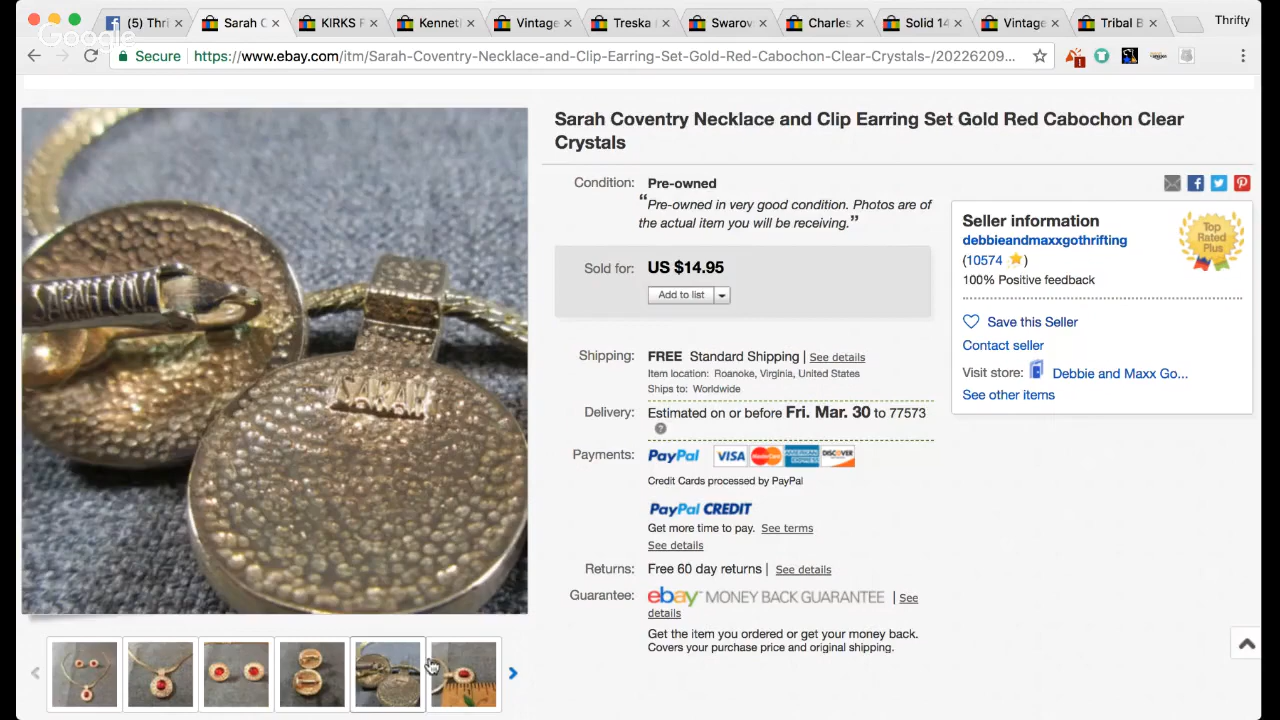 Google
(5) Thri
Sarah C
KIRKS F
Kenneth
Vintage
Treska
Swarov
Charles
Solid 14
Vintage
Tribal B
Thrifty
Secure
https://www.ebay.com/itm/Sarah-Coventry-Necklace-and-Clip-Earring-Set-Gold-Red-Cabochon-Clear-Crystals-/20226209...
Sarah Coventry Necklace and Clip Earring Set Gold Red Cabochon Clear
Crystals
Condition: Pre-owned
“Pre-owned in very good condition. Photos are of
the actual item you will be receiving.”
Sold for: US $14.95
Add to list
Shipping: FREE Standard Shipping | See details
Item location: Roanoke, Virginia, United States
Ships to: Worldwide
Delivery: Estimated on or before Fri. Mar. 30 to 77573
?
Payments: PayPal VISA MasterCard AMERICAN EXPRESS DISCOVER
Credit Cards processed by PayPal
PayPal CREDIT
Get more time to pay. See terms
See details
Returns: Free 60 day returns | See details
Guarantee: ebay MONEY BACK GUARANTEE | See
details
Get the item you ordered or get your money back.
Covers your purchase price and original shipping.
Seller information
debbieandmaxxgothrifting
(10574 )
100% Positive feedback
Top
Rated
Plus
Save this Seller
Contact seller
Visit store: Debbie and Maxx Go...
See other items
SARAH COV
SARAH